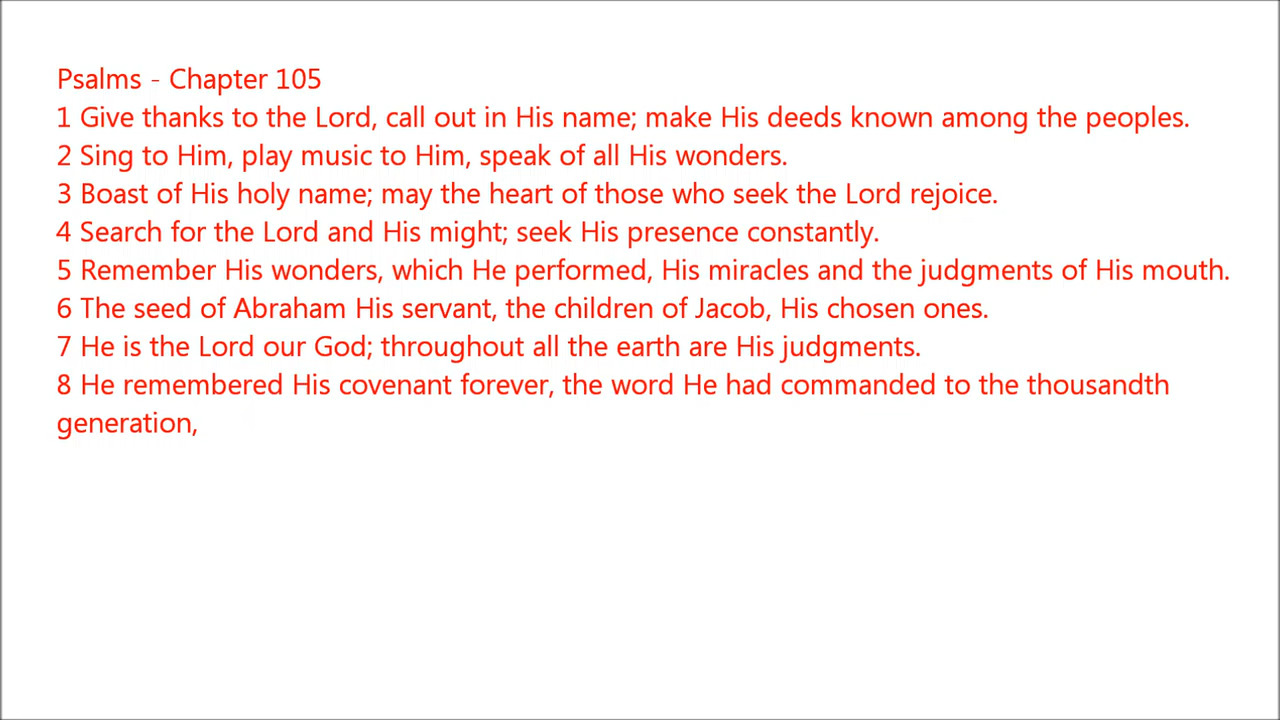 Psalms - Chapter 105
1 Give thanks to the Lord, call out in His name; make His deeds known among the peoples.
2 Sing to Him, play music to Him, speak of all His wonders.
3 Boast of His holy name; may the heart of those who seek the Lord rejoice.
4 Search for the Lord and His might; seek His presence constantly.
5 Remember His wonders, which He performed, His miracles and the judgments of His mouth.
6 The seed of Abraham His servant, the children of Jacob, His chosen ones.
7 He is the Lord our God; throughout all the earth are His judgments.
8 He remembered His covenant forever, the word He had commanded to the thousandth
generation,